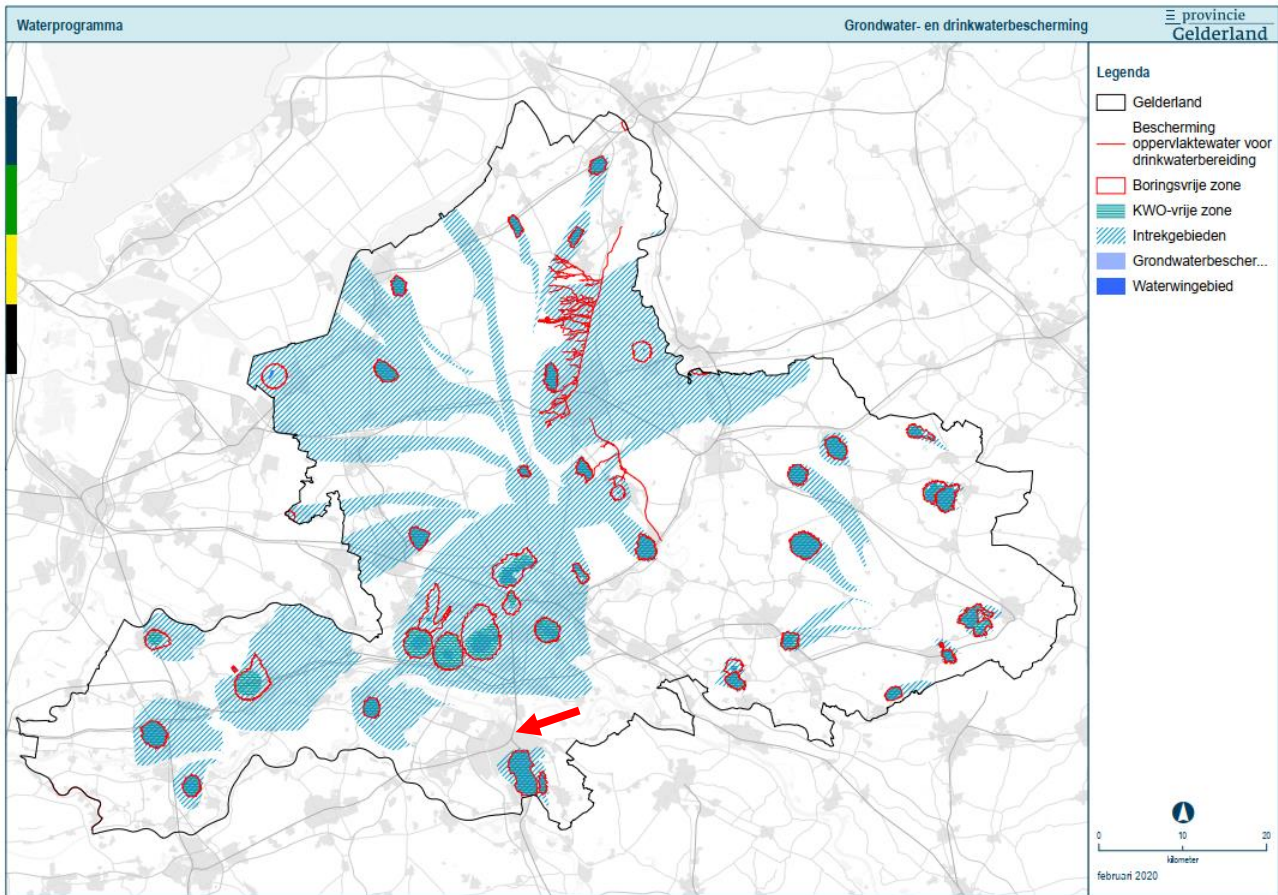 Waterprogramma
Grondwater- en drinkwaterbescherming
provincie
Gelderland
Legenda
Gelderland
Bescherming
oppervlaktewater voor
drinkwaterbereiding
Boringsvrije zone
KWO-vrije zone
Intrekgebieden
Grondwaterbescher...
Waterwingebied
0 10 20
kilometer
februari 2020